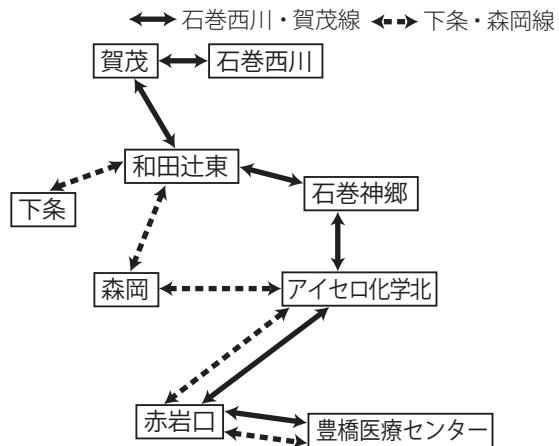 石巻西川・賀茂線 下条・森岡線
賀茂 石巻西川
和田辻東
石巻神郷
下条
森岡 アイセロ化学北
赤岩口 豊橋医療センター